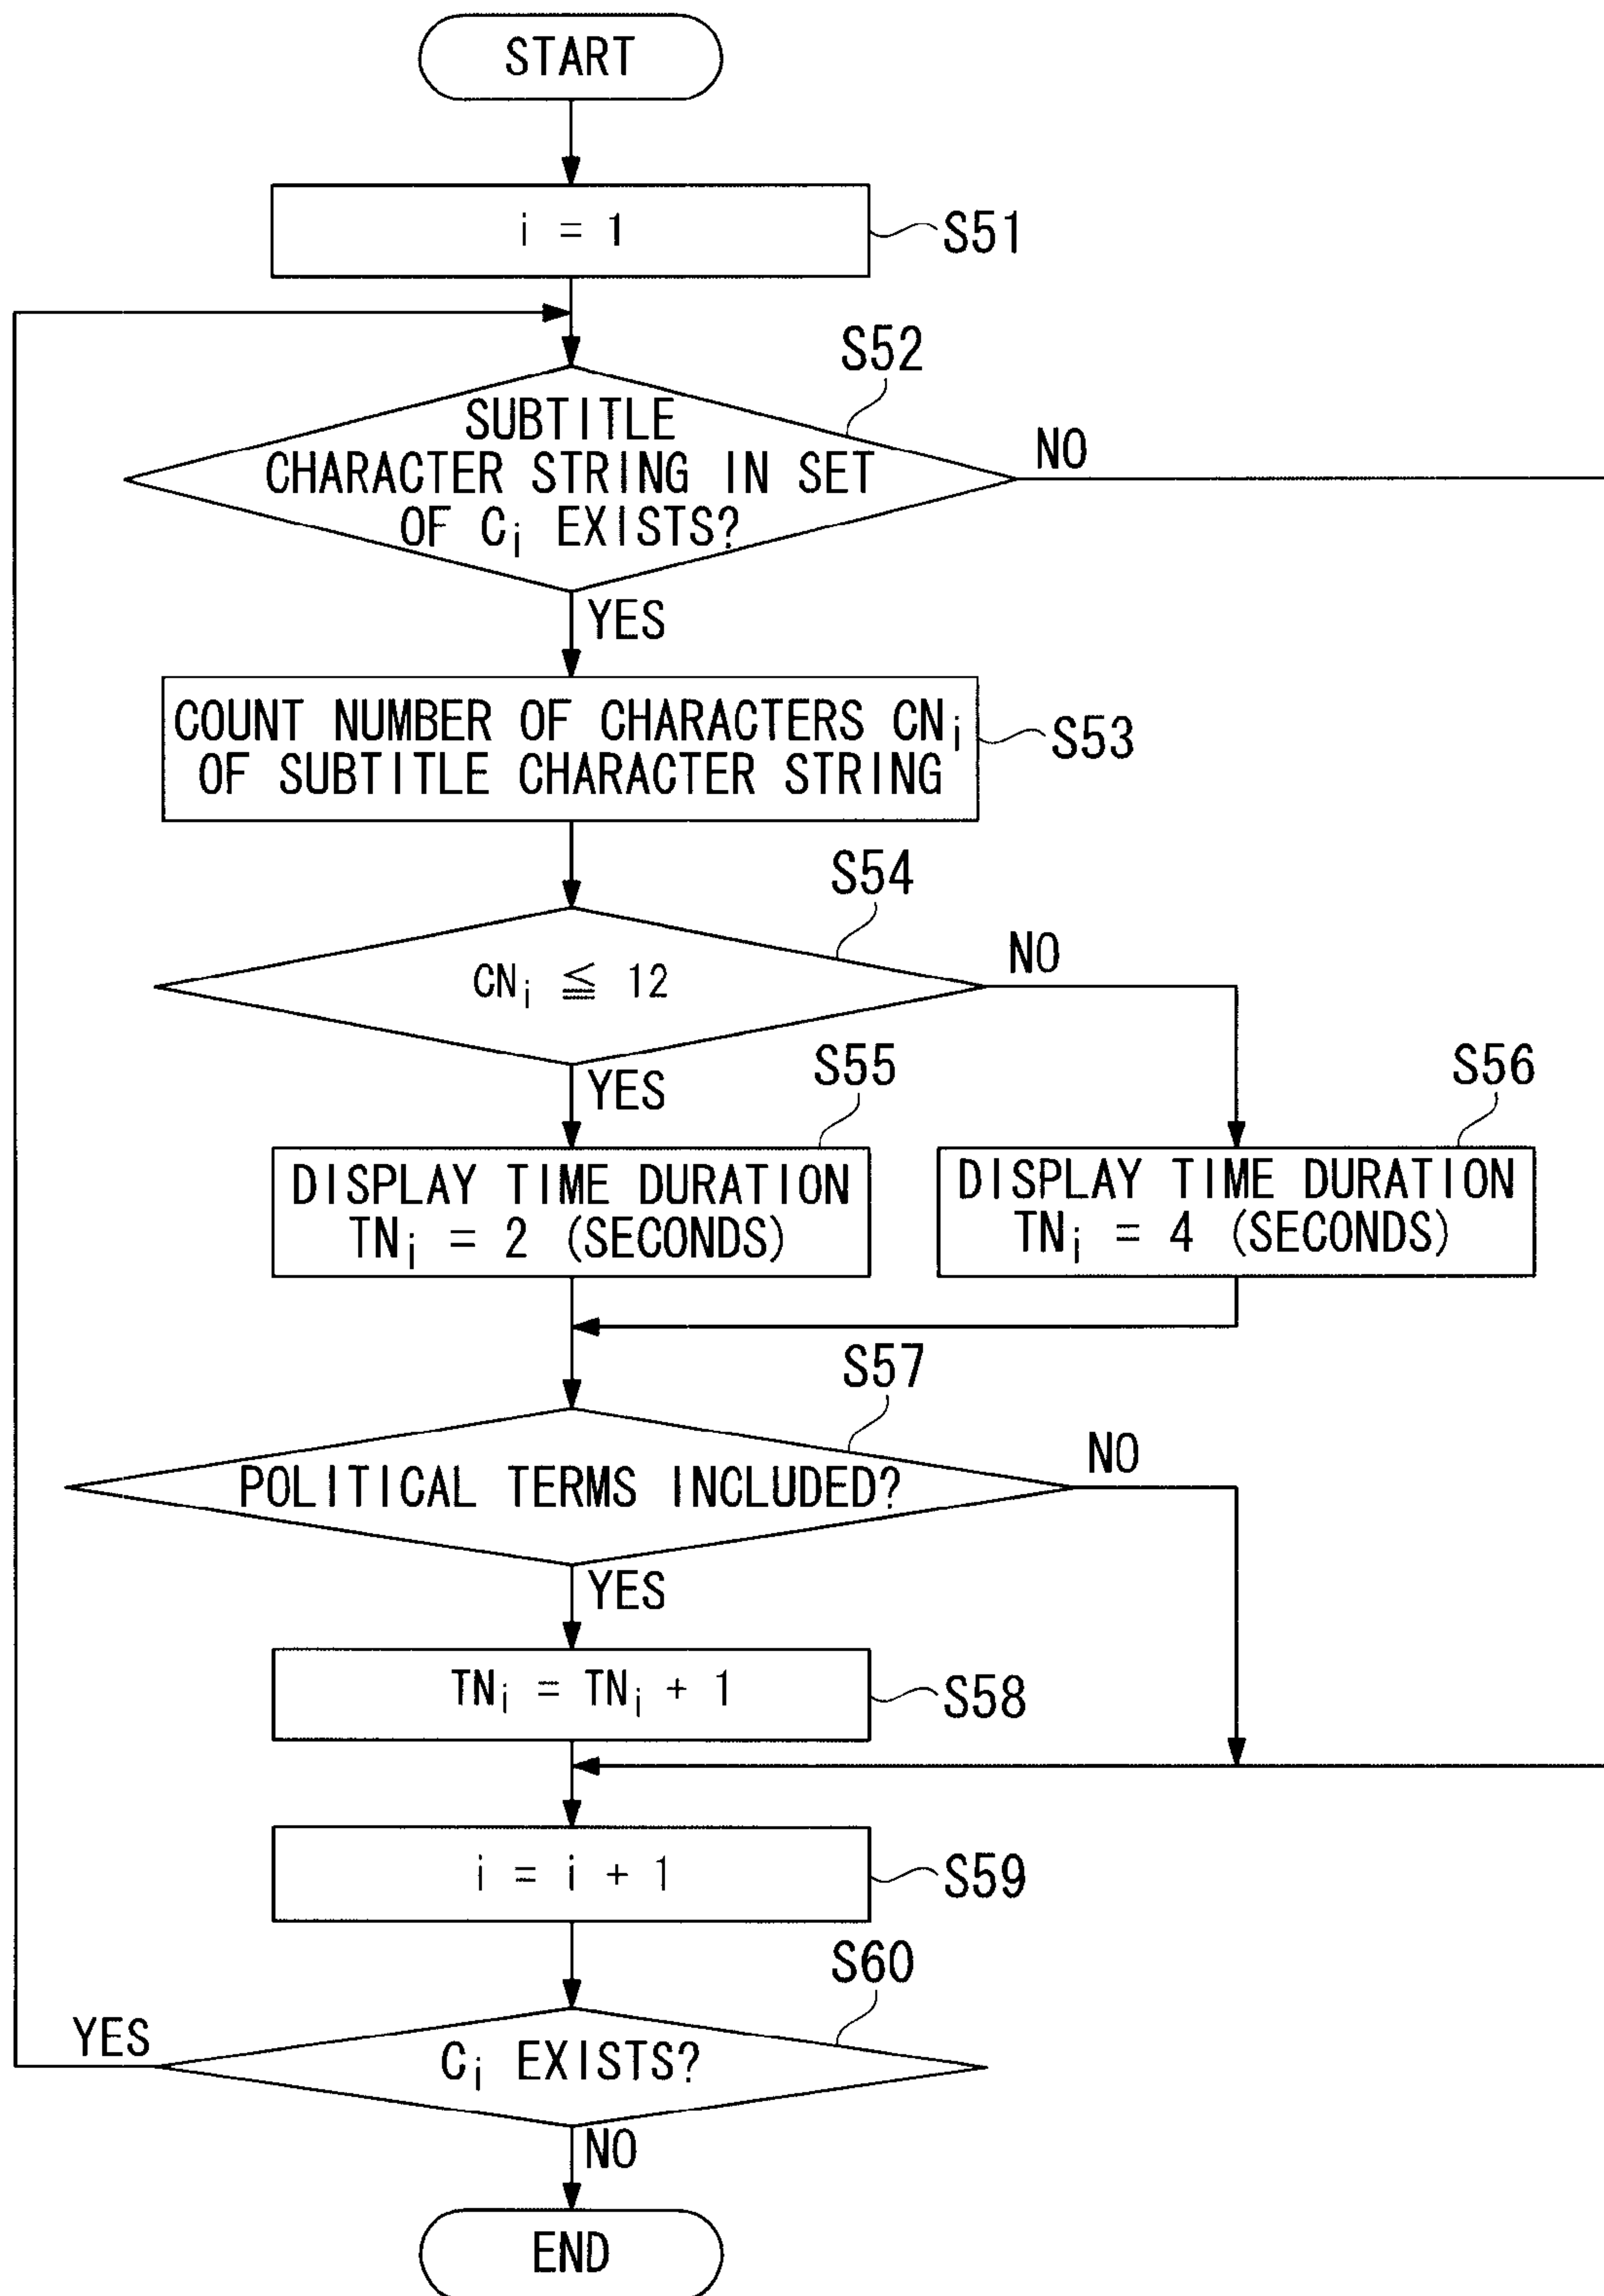 START
i = 1
S51
S52
SUBTITLE
CHARACTER STRING IN SET
OF Ci EXISTS?
NO
YES
COUNT NUMBER OF CHARACTERS CNi
OF SUBTITLE CHARACTER STRING
S53
S54
CNi ≦ 12
NO
YES
S55
DISPLAY TIME DURATION
TNi = 2 (SECONDS)
S56
DISPLAY TIME DURATION
TNi = 4 (SECONDS)
S57
POLITICAL TERMS INCLUDED?
NO
YES
TNi = TNi + 1
S58
i = i + 1
S59
S60
Ci EXISTS?
YES
NO
END